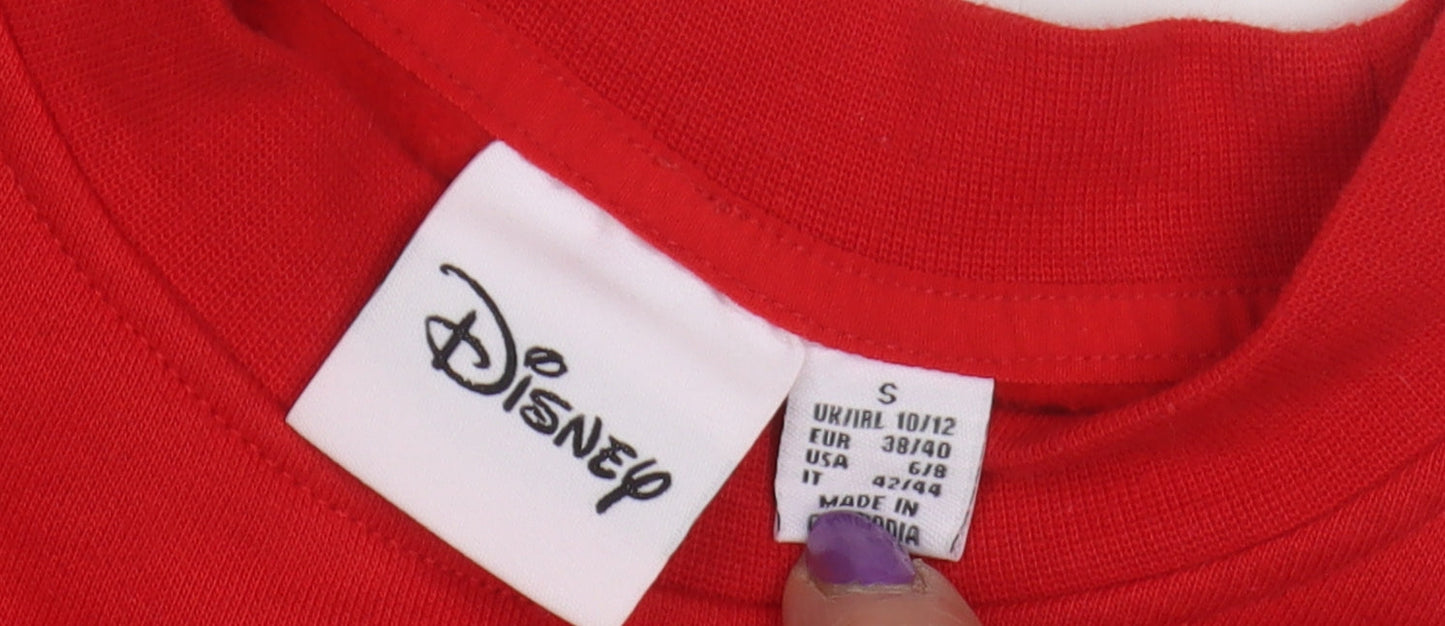 Disney
S
UK/IRL 10/12
EUR 38/40
USA 6/8
IT 42/44
MADE IN